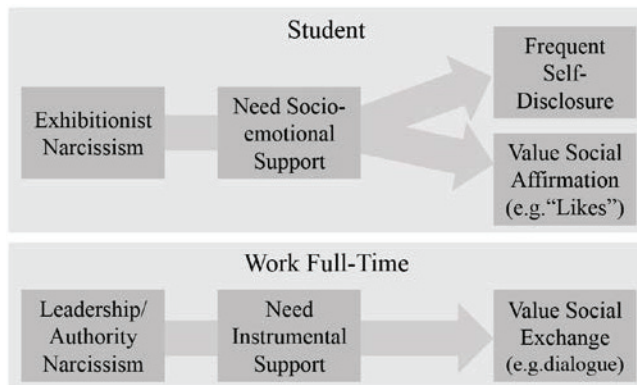 Student
Exhibitionist
Narcissism
Need Socio-
emotional
Support
Frequent
Self-
Disclosure
Value Social
Affirmation
(e.g.“Likes”)
Work Full-Time
Leadership/
Authority
Narcissism
Need
Instrumental
Support
Value Social
Exchange
(e.g.dialogue)